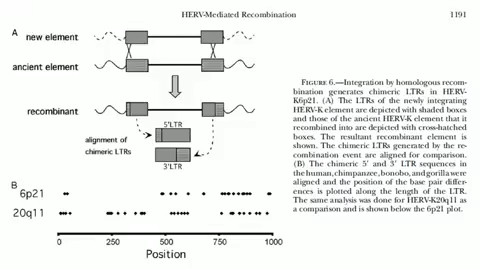 HERV-Mediated Recombination 1191
A
new element
ancient element
recombinant
5'LTR
alignment of
chimeric LTRs
3'LTR
B
6p21
20q11
0 250 500 750 1000
Position
FIGURE 6.—Integration by homologous recom-
bination generates chimeric LTRs in HERV-
K6p21. (A) The LTRs of the newly integrating
HERV-K element are depicted with shaded boxes
and those of the ancient HERV-K element that it
recombined into are depicted with cross-hatched
boxes. The resultant recombinant element is
shown. The chimeric LTRs generated by the re-
combination event are aligned for comparison.
(B) The chimeric 5' and 3' LTR sequences in
the human, chimpanzee, bonobo, and gorilla were
aligned and the position of the base pair differ-
ences is plotted along the length of the LTR.
The same analysis was done for HERV-K20q11 as
a comparison and is shown below the 6p21 plot.